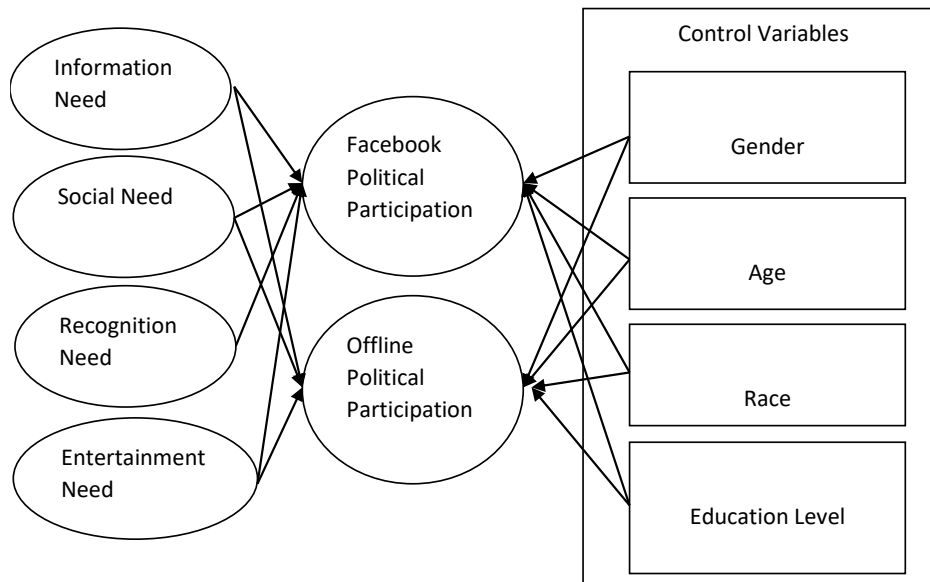 Information
Need
Social Need
Recognition
Need
Entertainment
Need
Facebook
Political
Participation
Offline
Political
Participation
Control Variables
Gender
Age
Race
Education Level